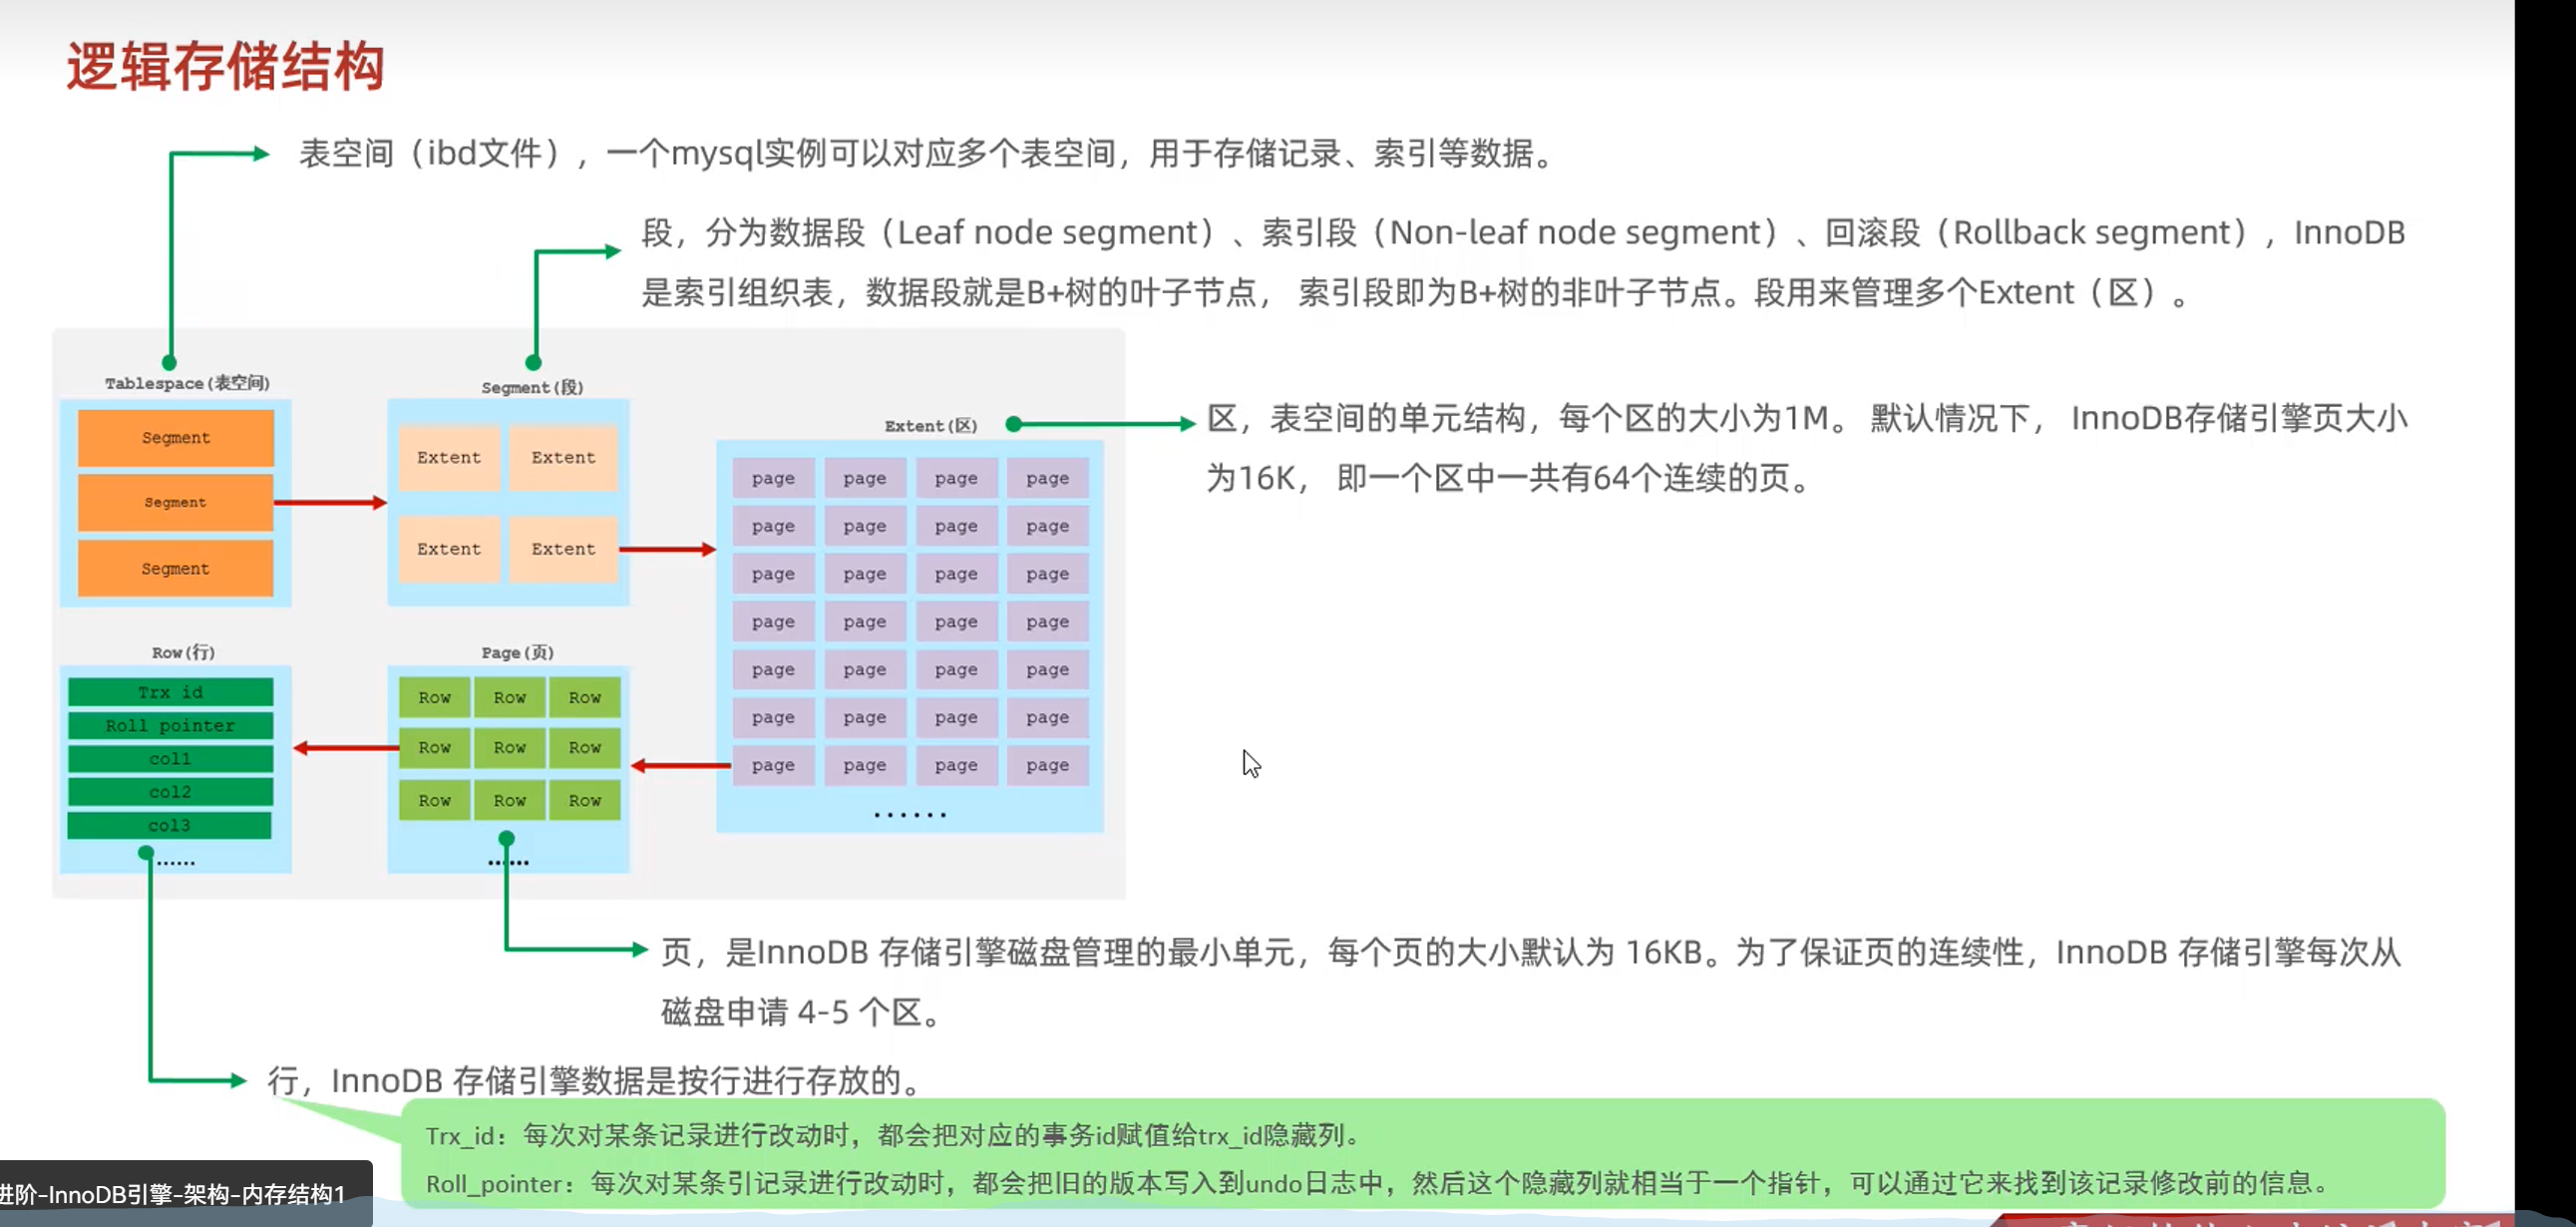 逻辑存储结构
表空间（ibd文件），一个mysql实例可以对应多个表空间，用于存储记录、索引等数据。
段，分为数据段（Leaf node segment）、索引段（Non-leaf node segment）、回滚段（Rollback segment），InnoDB
是索引组织表，数据段就是B+树的叶子节点， 索引段即为B+树的非叶子节点。段用来管理多个Extent（区）。
Tablespace(表空间)
Segment
Segment
Segment
Segment(段)
Extent Extent
Extent Extent
Extent(区)
page page page page
page page page page
page page page page
page page page page
page page page page
page page page page
page page page page
......
区，表空间的单元结构，每个区的大小为1M。 默认情况下， InnoDB存储引擎页大小
为16K， 即一个区中一共有64个连续的页。
Row(行)
Trx id
Roll pointer
col1
col2
col3
......
Page(页)
Row Row Row
Row Row Row
Row Row Row
......
页，是InnoDB 存储引擎磁盘管理的最小单元，每个页的大小默认为 16KB。为了保证页的连续性，InnoDB 存储引擎每次从
磁盘申请 4-5 个区。
行，InnoDB 存储引擎数据是按行进行存放的。
Trx_id：每次对某条记录进行改动时，都会把对应的事务id赋值给trx_id隐藏列。
Roll_pointer：每次对某条引记录进行改动时，都会把旧的版本写入到undo日志中，然后这个隐藏列就相当于一个指针，可以通过它来找到该记录修改前的信息。
进阶-InnoDB引擎-架构-内存结构1